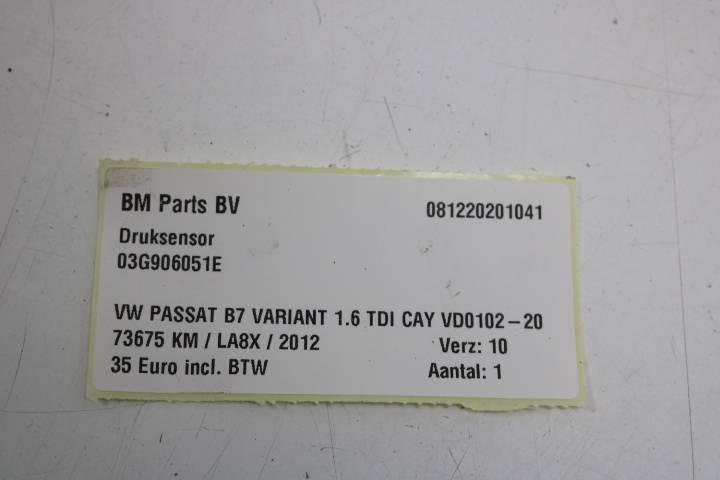 BM Parts BV 081220201041
Druksensor
03G906051E
VW PASSAT B7 VARIANT 1.6 TDI CAY VD0102-20
73675 KM / LA8X / 2012 Verz: 10
35 Euro incl. BTW Aantal: 1